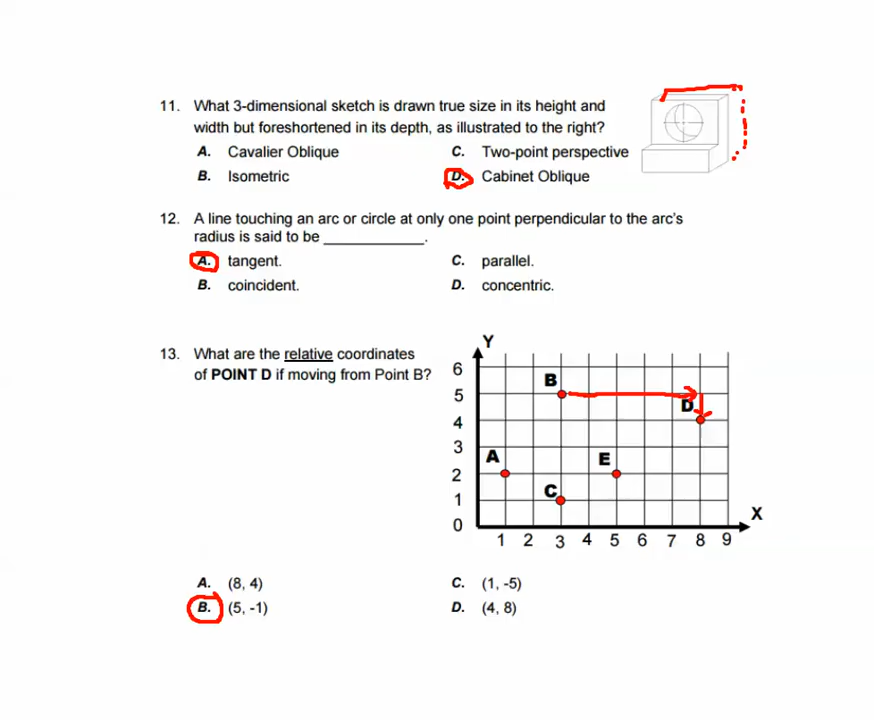 11. What 3-dimensional sketch is drawn true size in its height and
width but foreshortened in its depth, as illustrated to the right?
A. Cavalier Oblique
C. Two-point perspective
B. Isometric
D. Cabinet Oblique
12. A line touching an arc or circle at only one point perpendicular to the arc's
radius is said to be ____________.
A. tangent.
C. parallel.
B. coincident.
D. concentric.
13. What are the relative coordinates
of POINT D if moving from Point B?
Y
6
5
4
3
2
1
0
B
D
A
E
C
X
1 2 3 4 5 6 7 8 9
A. (8, 4)
C. (1, -5)
B. (5, -1)
D. (4, 8)